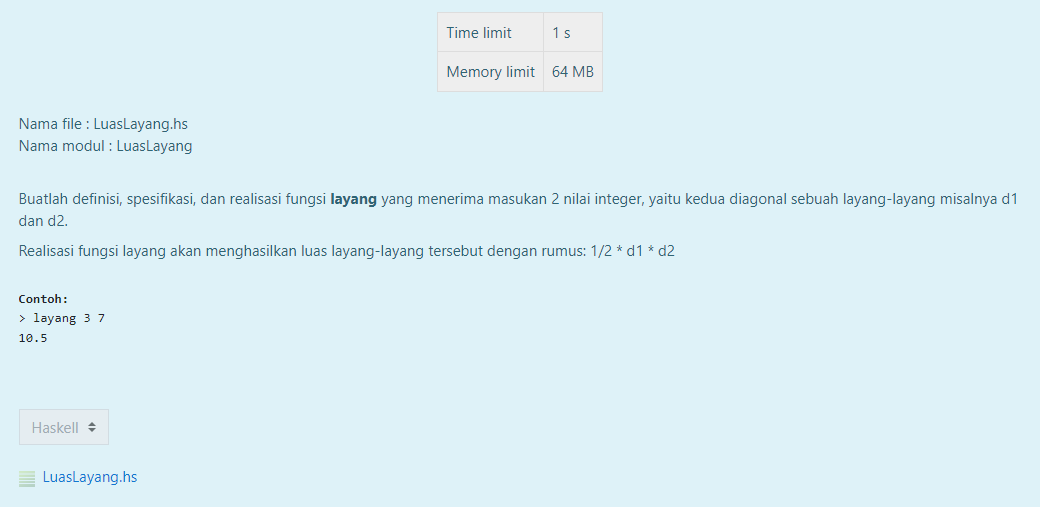 Time limit 1 s
Memory limit 64 MB
Nama file : LuasLayang.hs
Nama modul : LuasLayang
Buatlah definisi, spesifikasi, dan realisasi fungsi layang yang menerima masukan 2 nilai integer, yaitu kedua diagonal sebuah layang-layang misalnya d1
dan d2.
Realisasi fungsi layang akan menghasilkan luas layang-layang tersebut dengan rumus: 1/2 * d1 * d2
Contoh:
> layang 3 7
10.5
Haskell
LuasLayang.hs